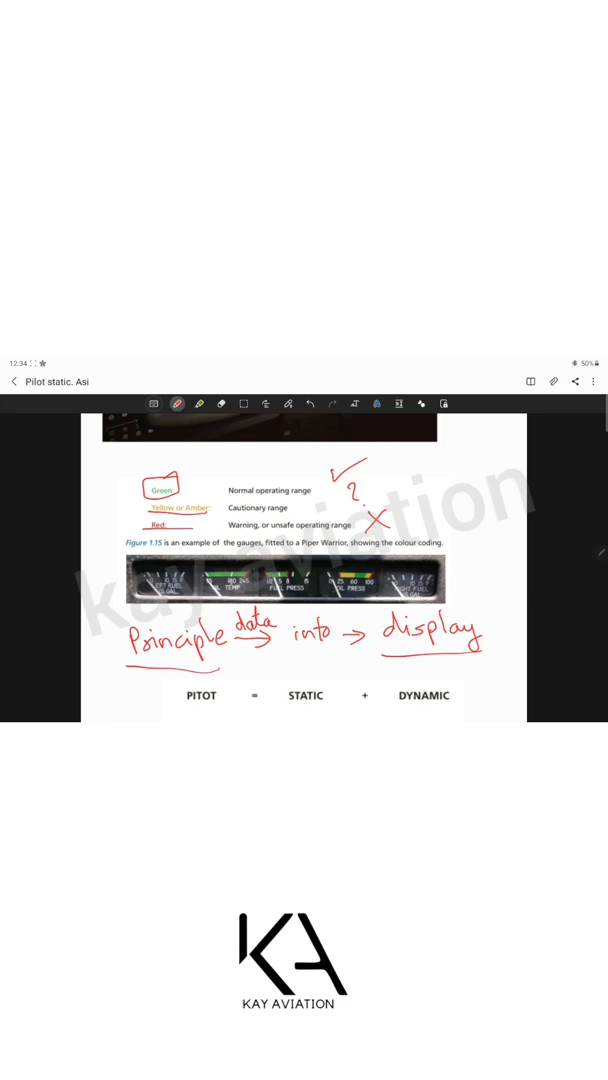 12:34
50%
Pilot static. Asi
Green: Normal operating range ✓
?
Yellow or Amber: Cautionary range
Red: Warning, or unsafe operating range X
Figure 1.15 is an example of the gauges, fitted to a Piper Warrior, showing the colour coding.
FUEL PRESS
kay aviation
Principle data → into → display
PITOT = STATIC + DYNAMIC
KA
KAY AVIATION